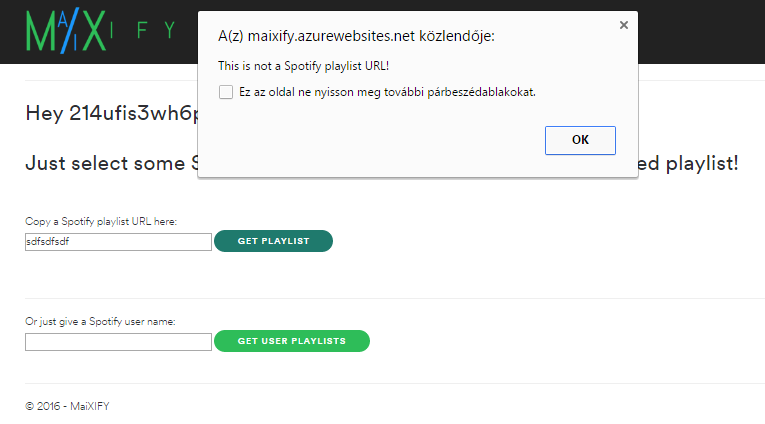 MAiXIFY
A(z) maixify.azurewebsites.net közlendője:
This is not a Spotify playlist URL!
Ez az oldal ne nyisson meg további párbeszédablakokat.
OK
Hey 214ufis3wh6p
Just select some S ed playlist!
Copy a Spotify playlist URL here:
sdfsdfsdf GET PLAYLIST
Or just give a Spotify user name:
GET USER PLAYLISTS
© 2016 - MaiXIFY